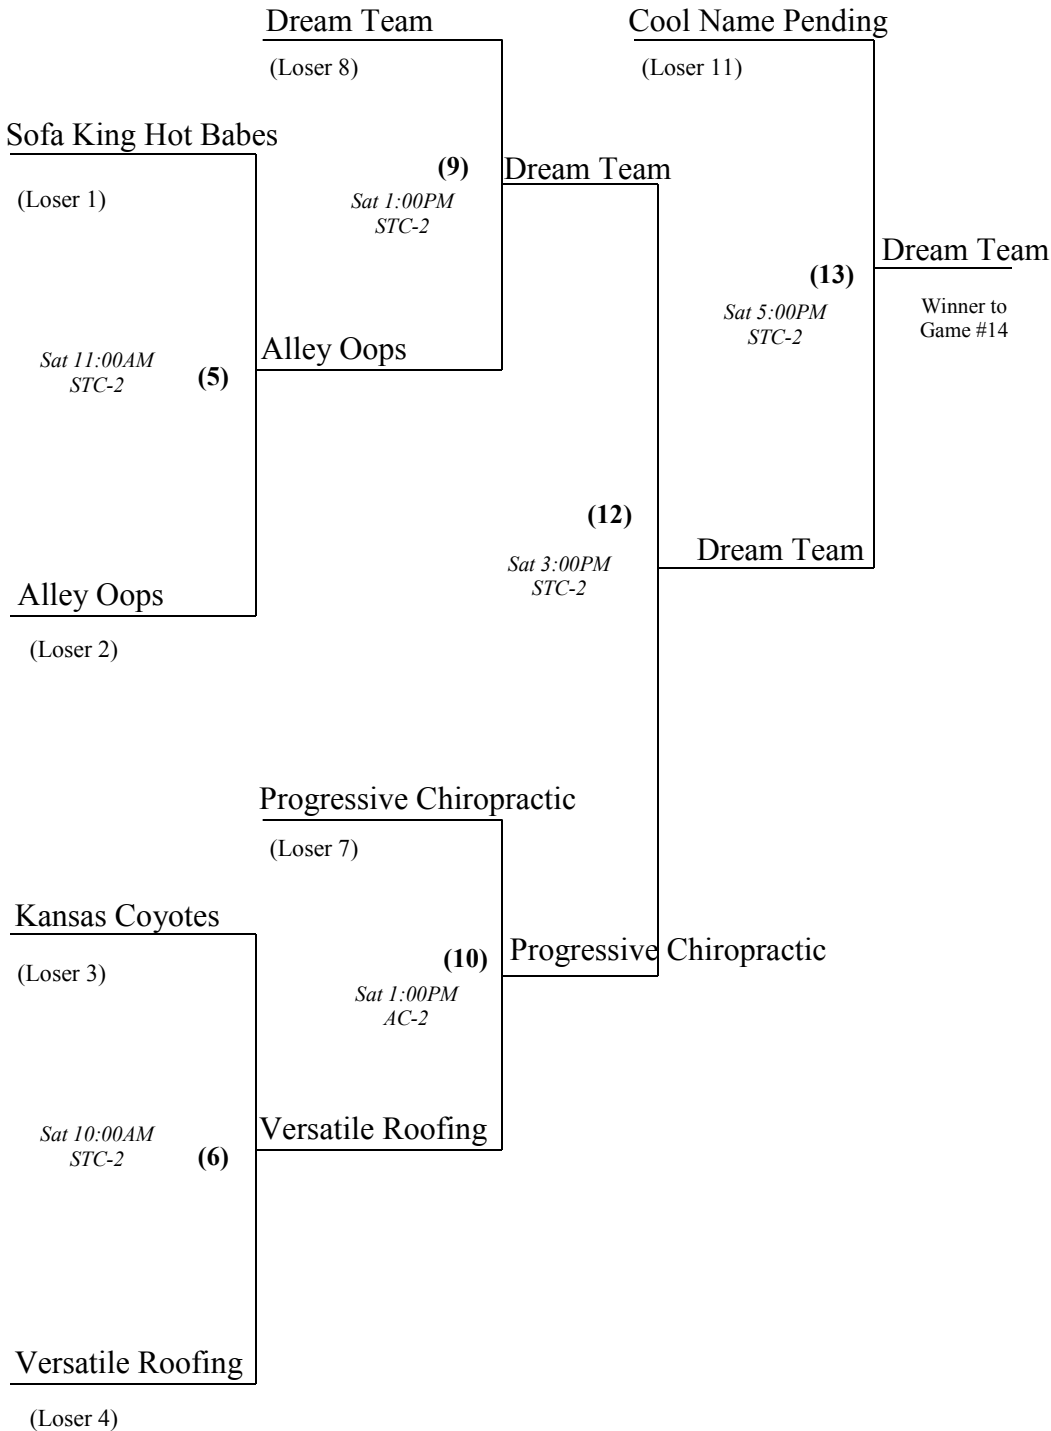 Dream Team
Cool Name Pending
(Loser 8)
(Loser 11)
Sofa King Hot Babes
(9)
Dream Team
(Loser 1)
Sat 1:00PM
STC-2
Dream Team
(13)
Winner to
Game #14
Sat 5:00PM
STC-2
Alley Oops
Sat 11:00AM
STC-2
(5)
(12)
Dream Team
Sat 3:00PM
STC-2
Alley Oops
(Loser 2)
Progressive Chiropractic
(Loser 7)
Kansas Coyotes
(10)
Progressive Chiropractic
(Loser 3)
Sat 1:00PM
AC-2
Versatile Roofing
Sat 10:00AM
STC-2
(6)
Versatile Roofing
(Loser 4)